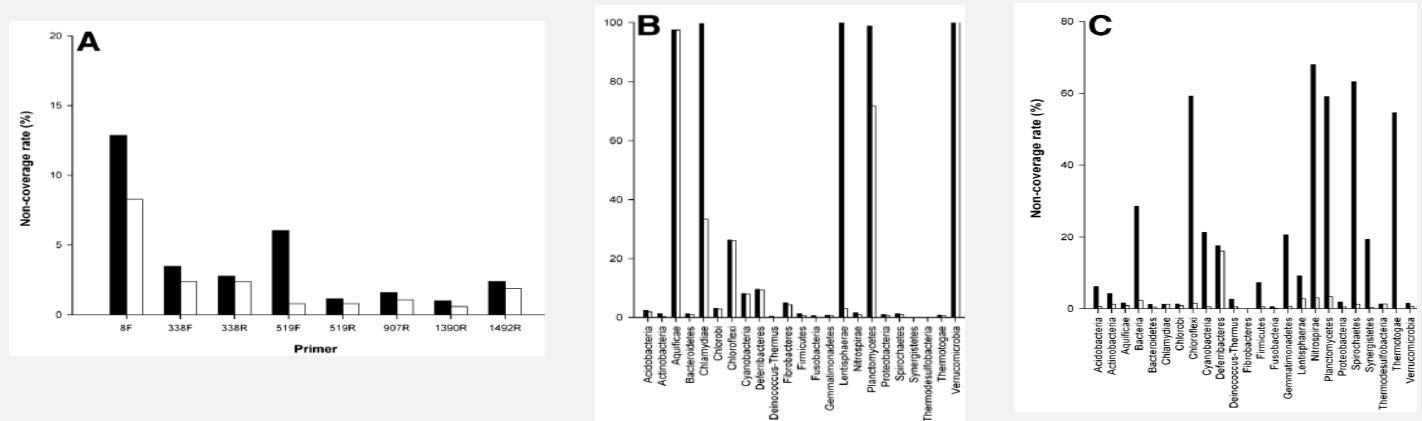 A
Non-coverage rate (%)
20
15
10
5
0
8F 338F 338R 519F 519R 907R 1390R 1492R
Primer
B
100
80
60
40
20
0
Acidobacteria
Actinobacteria
Aquificae
Bacteroidetes
Chlamydiae
Chlorobi
Chloroflexi
Cyanobacteria
Deferribacteres
Deinococcus-Thermus
Fibrobacteres
Firmicutes
Fusobacteria
Gemmatimonadetes
Lentisphaerae
Nitrospirae
Planctomycetes
Proteobacteria
Spirochaetes
Synergistetes
Thermodesulfobacteria
Thermotogae
Verrucomicrobia
C
Non-coverage rate (%)
80
60
40
20
0
Acidobacteria
Actinobacteria
Aquificae
Bacteria
Bacteroidetes
Chlamydiae
Chlorobi
Chloroflexi
Cyanobacteria
Deferribacteres
Deinococcus-Thermus
Fibrobacteres
Firmicutes
Fusobacteria
Gemmatimonadetes
Lentisphaerae
Nitrospirae
Planctomycetes
Proteobacteria
Spirobaetes
Synergistetes
Thermodesulfobacteria
Thermotogae
Verrucomicrobia